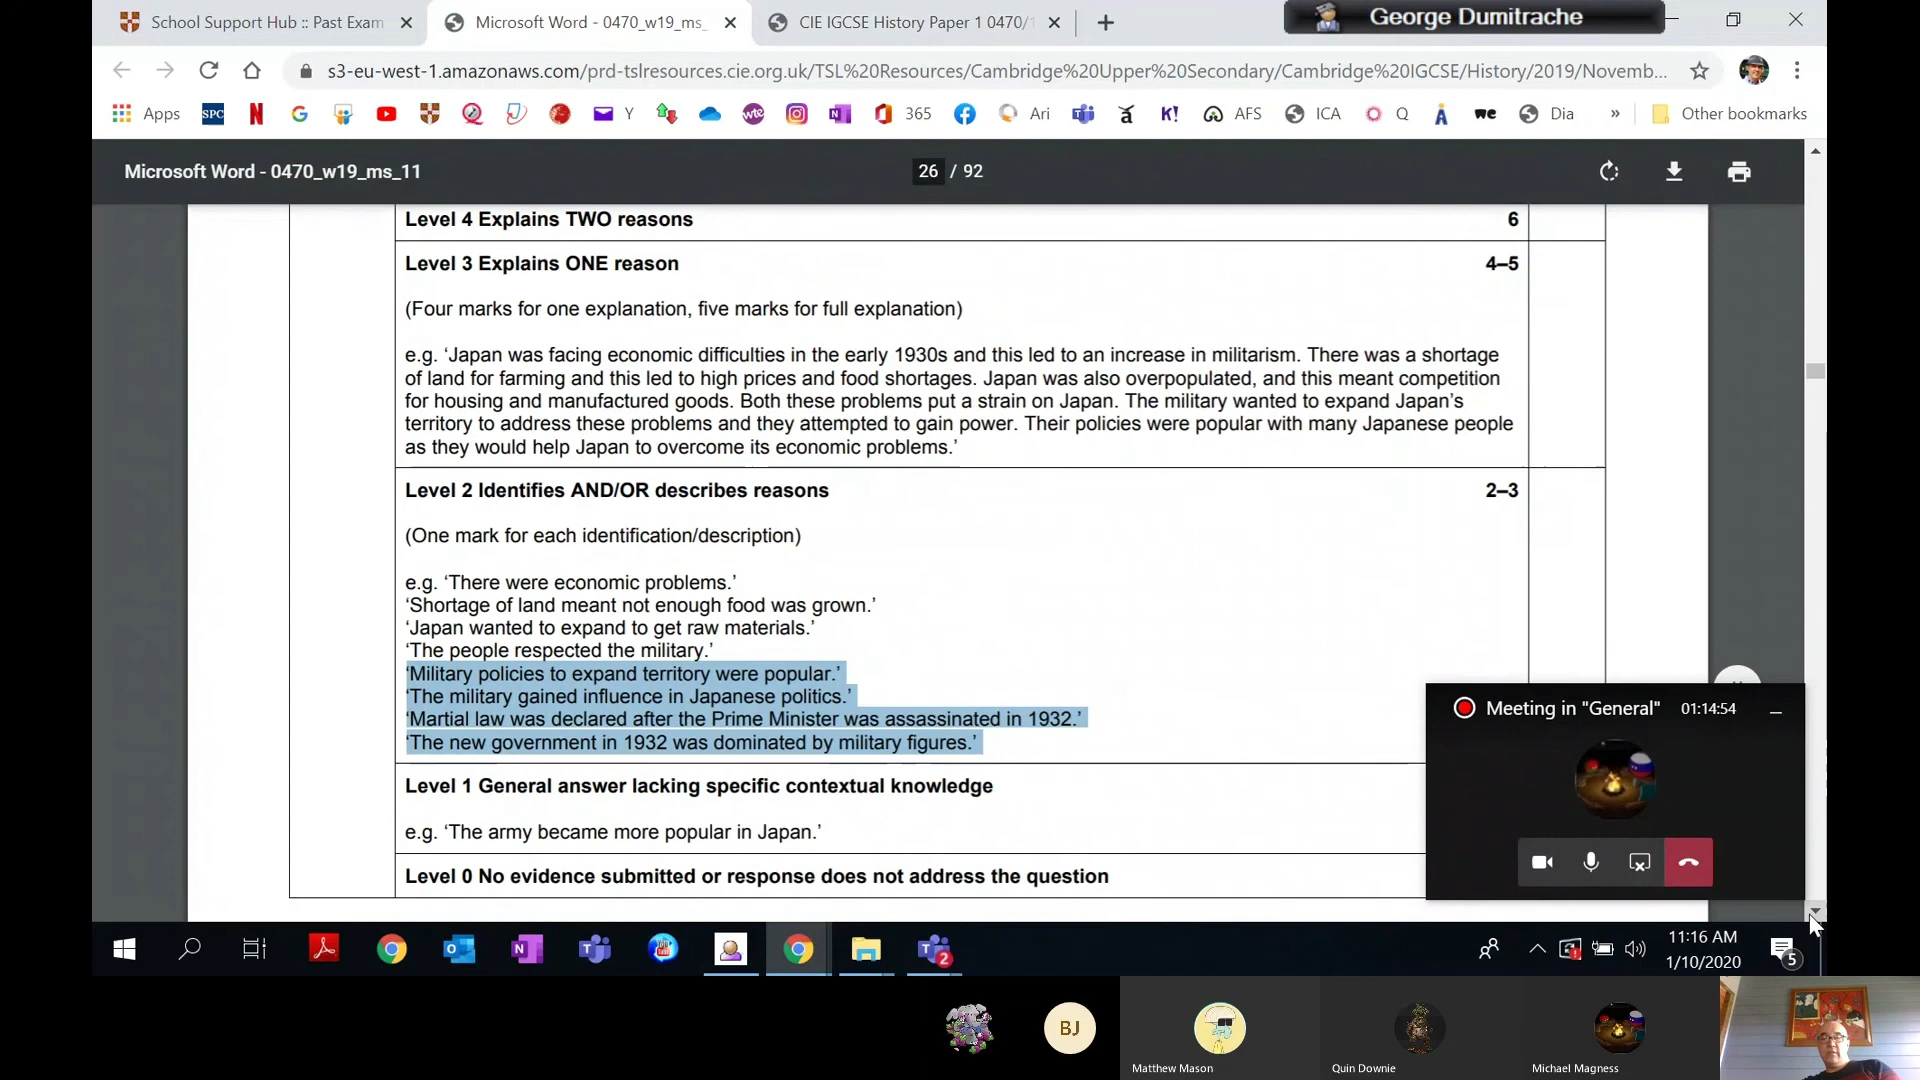 School Support Hub :: Past Exam
Microsoft Word - 0470_w19_ms_
CIE IGCSE History Paper 1 0470/1
George Dumitrache
s3-eu-west-1.amazonaws.com/prd-tslresources.cie.org.uk/TSL%20Resources/Cambridge%20Upper%20Secondary/Cambridge%20IGCSE/History/2019/Novemb...
Apps SPC N G Y wte N 365 Ari á K! AFS ICA Q we Dia » Other bookmarks
Microsoft Word - 0470_w19_ms_11
26 / 92
Level 4 Explains TWO reasons 6
Level 3 Explains ONE reason 4–5
(Four marks for one explanation, five marks for full explanation)
e.g. ‘Japan was facing economic difficulties in the early 1930s and this led to an increase in militarism. There was a shortage
of land for farming and this led to high prices and food shortages. Japan was also overpopulated, and this meant competition
for housing and manufactured goods. Both these problems put a strain on Japan. The military wanted to expand Japan’s
territory to address these problems and they attempted to gain power. Their policies were popular with many Japanese people
as they would help Japan to overcome its economic problems.’
Level 2 Identifies AND/OR describes reasons 2–3
(One mark for each identification/description)
e.g. ‘There were economic problems.’
‘Shortage of land meant not enough food was grown.’
‘Japan wanted to expand to get raw materials.’
‘The people respected the military.’
‘Military policies to expand territory were popular.’
‘The military gained influence in Japanese politics.’
‘Martial law was declared after the Prime Minister was assassinated in 1932.’
‘The new government in 1932 was dominated by military figures.’
Level 1 General answer lacking specific contextual knowledge
e.g. ‘The army became more popular in Japan.’
Level 0 No evidence submitted or response does not address the question
Meeting in "General" 01:14:54
11:16 AM
1/10/2020
5
2
BJ
Matthew Mason
Quin Downie
Michael Magness